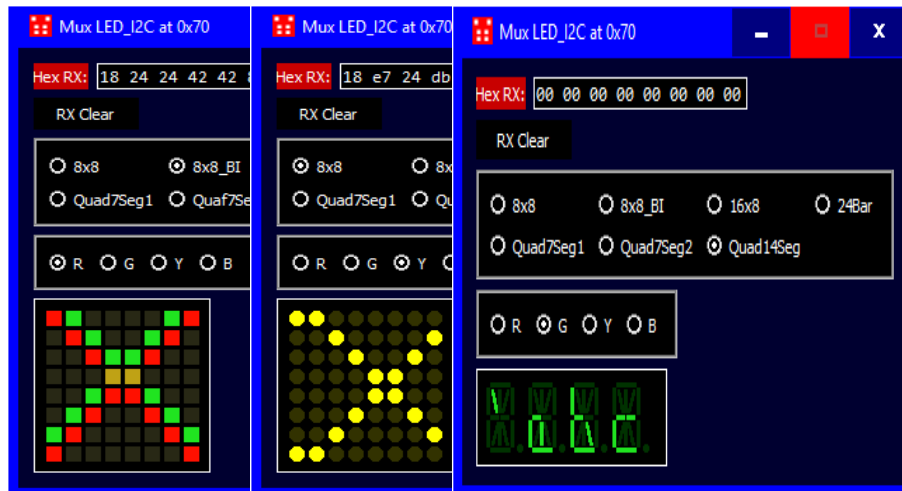 Mux LED_I2C at 0x70
Hex RX: 18 24 24 42 42
RX Clear
8x8 8x8_BI
Quad7Seg1 Quaf7Se
R G Y B
Mux LED_I2C at 0x70
Hex RX: 18 e7 24 db
RX Clear
8x8 8x
Quad7Seg1 Qu
R G Y
Mux LED_I2C at 0x70
Hex RX: 00 00 00 00 00 00 00 00
RX Clear
8x8 8x8_BI 16x8 24Bar
Quad7Seg1 Quad7Seg2 Quad14Seg
R G Y B